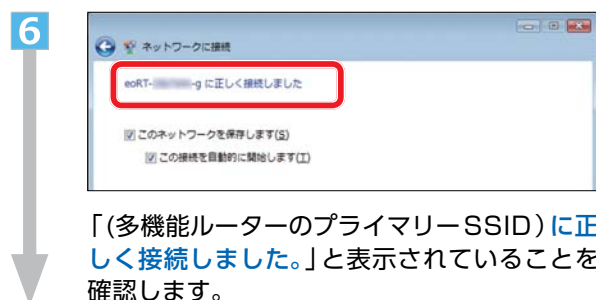 6
ネットワークに接続
eoRT- -g に正しく接続しました
このネットワークを保存します(S)
この接続を自動的に開始します(I)
「(多機能ルーターのプライマリーSSID)に正
しく接続しました。」と表示されていることを
確認します。